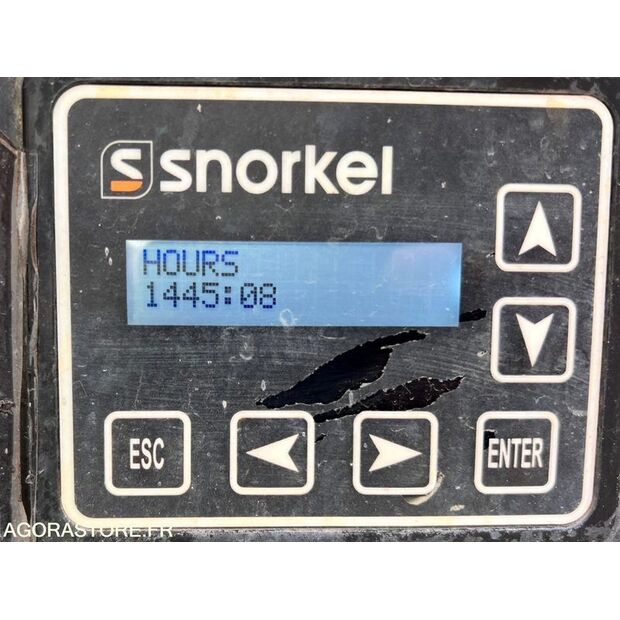 snorkel
HOURS
1445:08
ESC
ENTER
AGORASTORE.FR